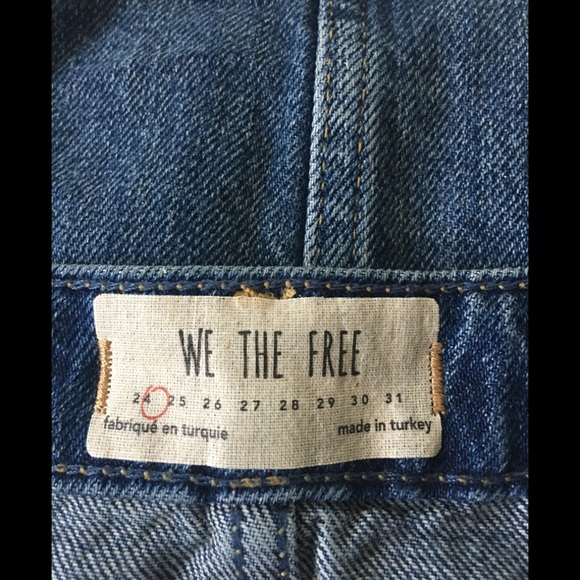 WE THE FREE
24 25 26 27 28 29 30 31
fabriqué en turquie made in turkey